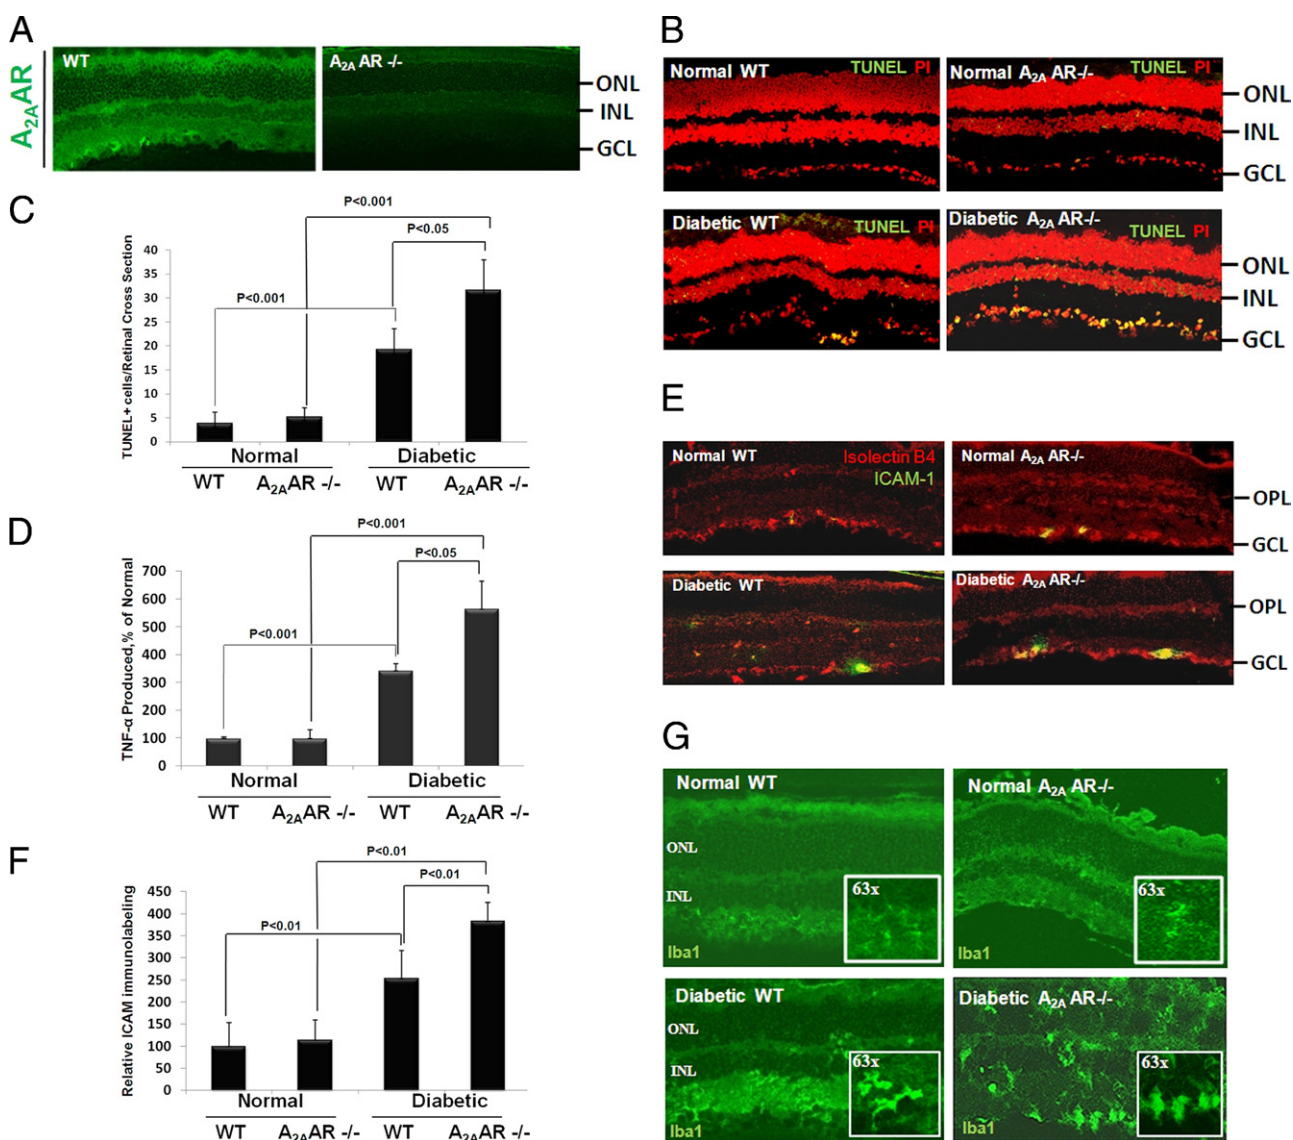 A
A2AAR
WT
A2A AR -/-
ONL
INL
GCL
B
Normal WT
TUNEL PI
Normal A2A AR-/-
ONL
INL
GCL
Diabetic WT
TUNEL PI
Diabetic A2A AR-/-
TUNEL PI
ONL
INL
GCL
C
P<0.001
P<0.05
P<0.001
TUNEL+ cells/Retinal Cross Section
40
35
30
25
20
15
10
5
0
Normal
Diabetic
WT
A2AAR -/-
WT
A2AAR -/-
D
P<0.001
P<0.05
P<0.001
TNF-α Produced,% of Normal
700
600
500
400
300
200
100
0
Normal
Diabetic
WT
A2AAR -/-
WT
A2AAR -/-
E
Normal WT
Isolectin B4
ICAM-1
Normal A2A AR-/-
OPL
GCL
Diabetic WT
Diabetic A2A AR-/-
OPL
GCL
F
P<0.01
P<0.01
P<0.01
Relative ICAM immunolabeling
450
400
350
300
250
200
150
100
50
0
Normal
Diabetic
WT
A2AAR -/-
WT
A2AAR -/-
G
Normal WT
ONL
INL
63x
Iba1
Normal A2A AR-/-
63x
Iba1
Diabetic WT
ONL
INL
63x
Iba1
Diabetic A2A AR-/-
63x
Iba1